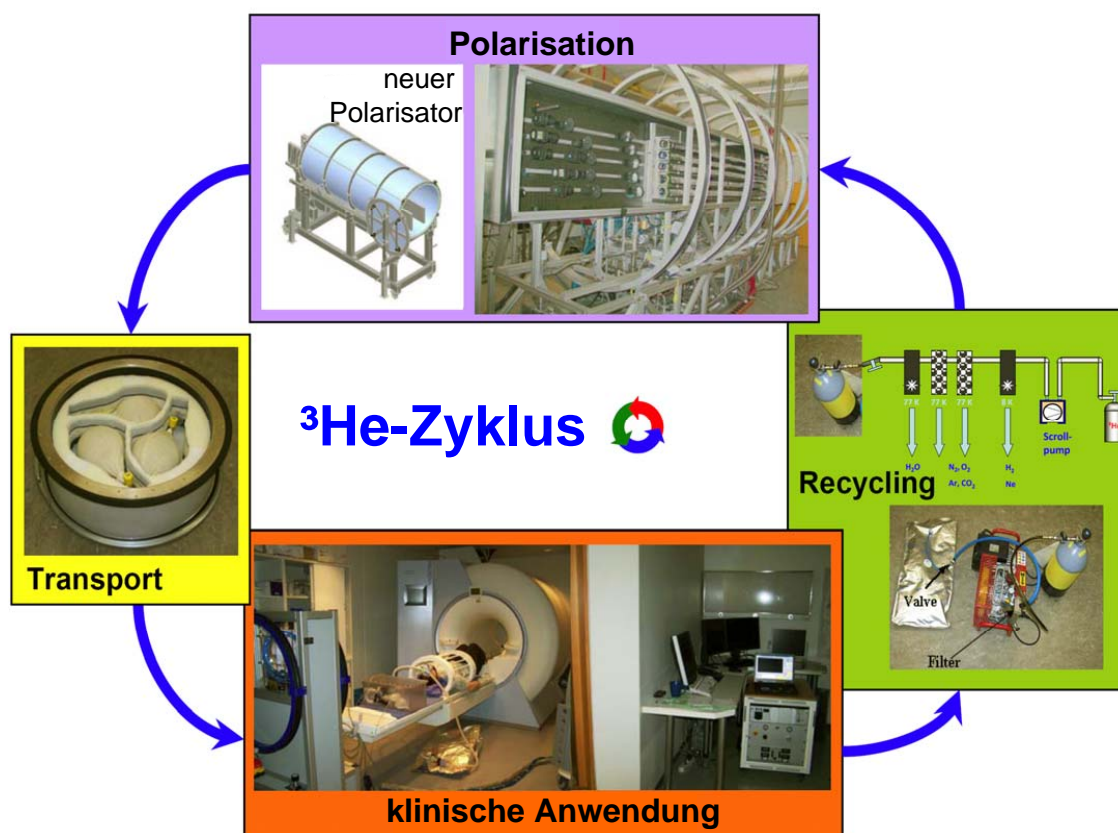 Polarisation
neuer
Polarisator
³He-Zyklus
Transport
klinische Anwendung
77 K 77 K 77 K 8 K
H₂O
N₂, O₂
Ar, CO₂
H₂
Ne
Scroll-
pump
³He
Recycling
Valve
Filter